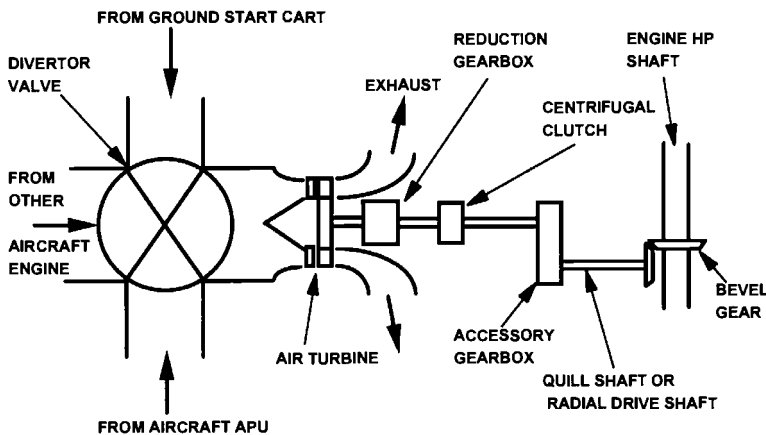 FROM GROUND START CART
DIVERTOR
VALVE
REDUCTION
GEARBOX
ENGINE HP
SHAFT
EXHAUST
CENTRIFUGAL
CLUTCH
FROM
OTHER
AIRCRAFT
ENGINE
BEVEL
GEAR
AIR TURBINE
ACCESSORY
GEARBOX
QUILL SHAFT OR
RADIAL DRIVE SHAFT
FROM AIRCRAFT APU